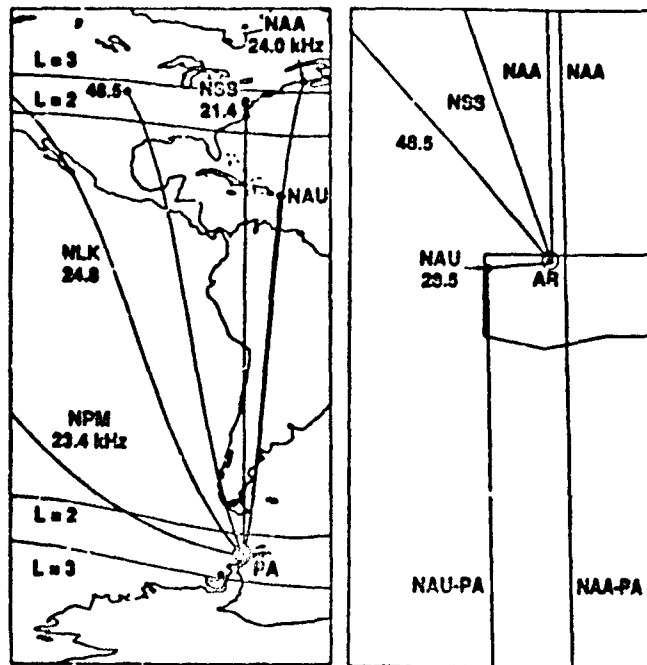 NAA
24.0 kHz
L = 3
48.5
NSS
21.4
L = 2
NAU
NLK
24.8
NPM
23.4 kHz
L = 2
L = 3
PA
NAA
NAA
NSS
48.5
NAU
28.5
AR
NAU-PA
NAA-PA